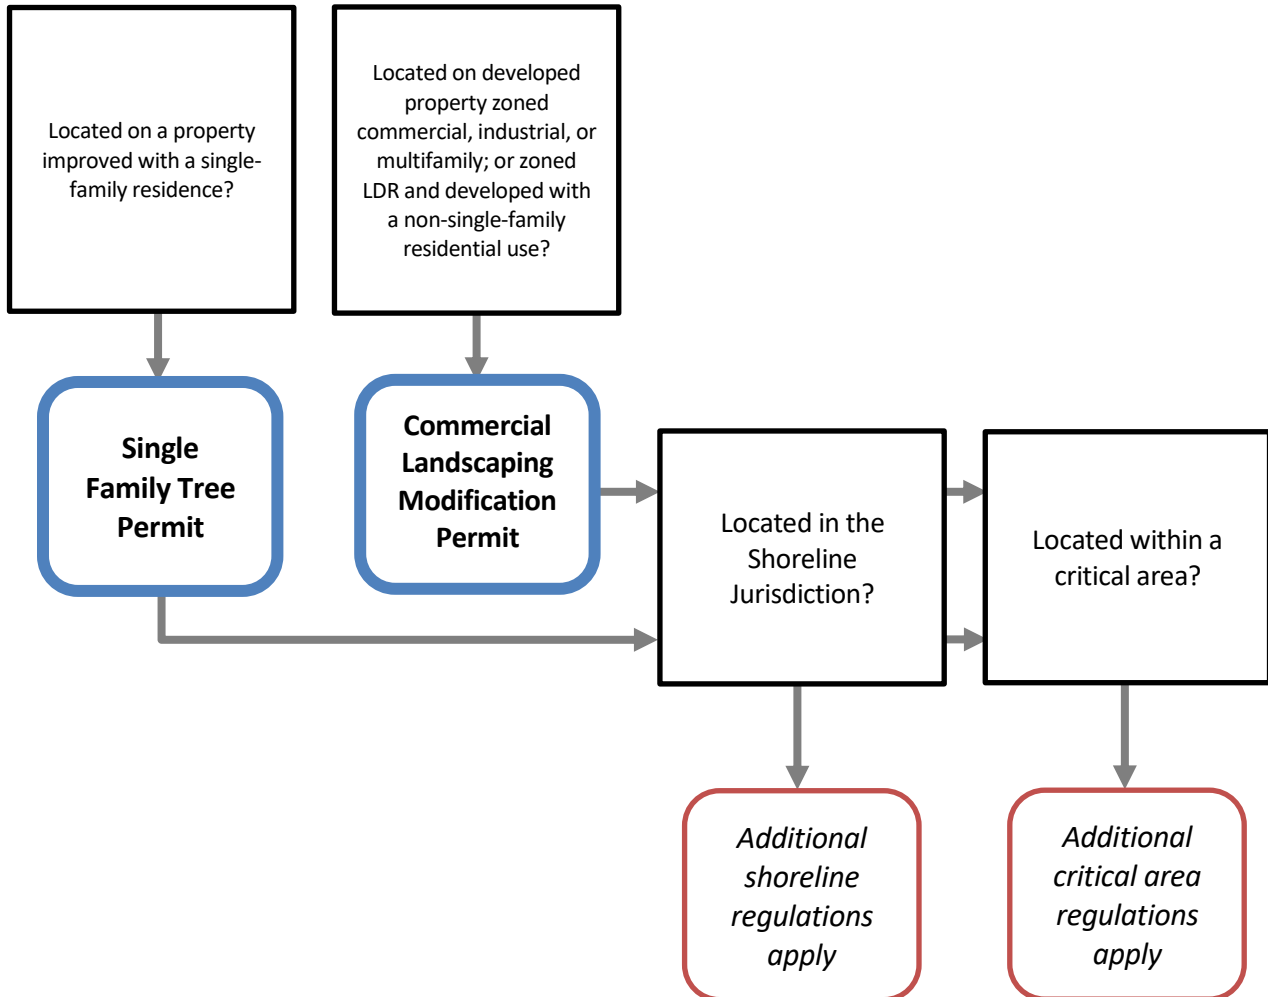 Located on a property
improved with a single-
family residence?
Located on developed
property zoned
commercial, industrial, or
multifamily; or zoned
LDR and developed with
a non-single-family
residential use?
Single
Family Tree
Permit
Commercial
Landscaping
Modification
Permit
Located in the
Shoreline
Jurisdiction?
Located within a
critical area?
Additional
shoreline
regulations
apply
Additional
critical area
regulations
apply